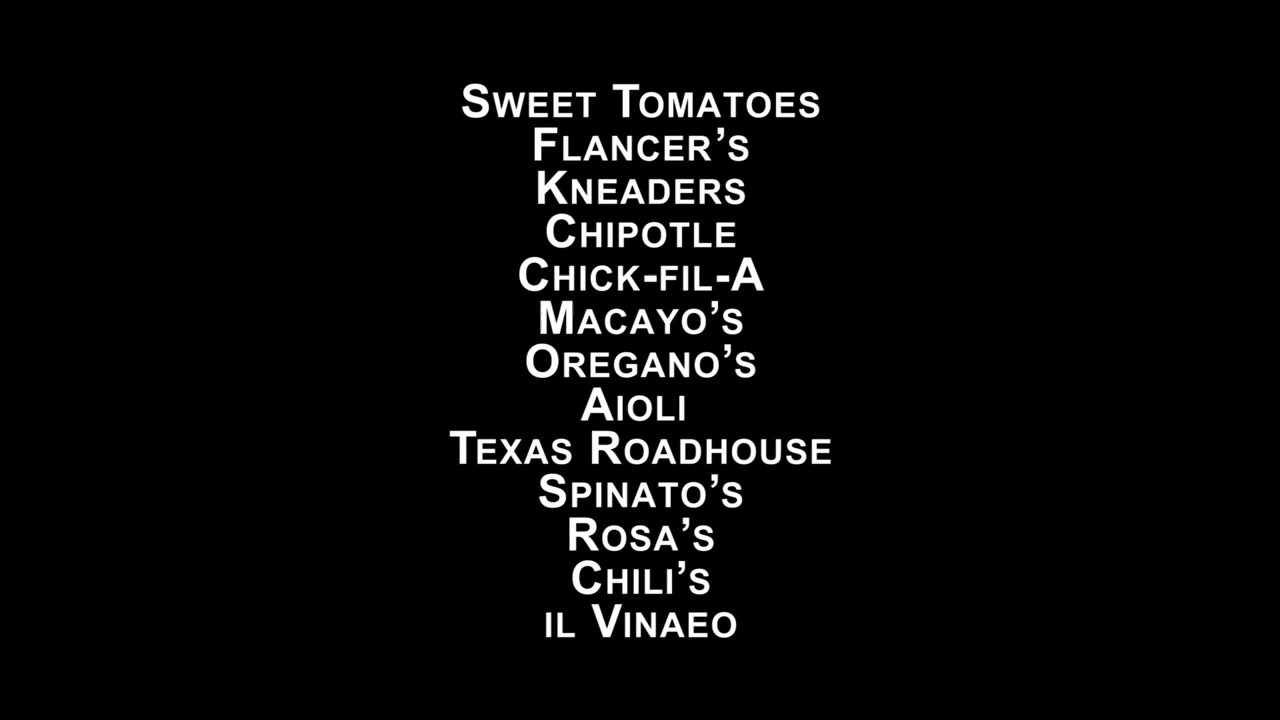 Sweet Tomatoes
Flancer’s
Kneaders
Chipotle
Chick-fil-A
Macayo’s
Oregano’s
Aioli
Texas Roadhouse
Spinato’s
Rosa’s
Chili’s
il Vinaeo